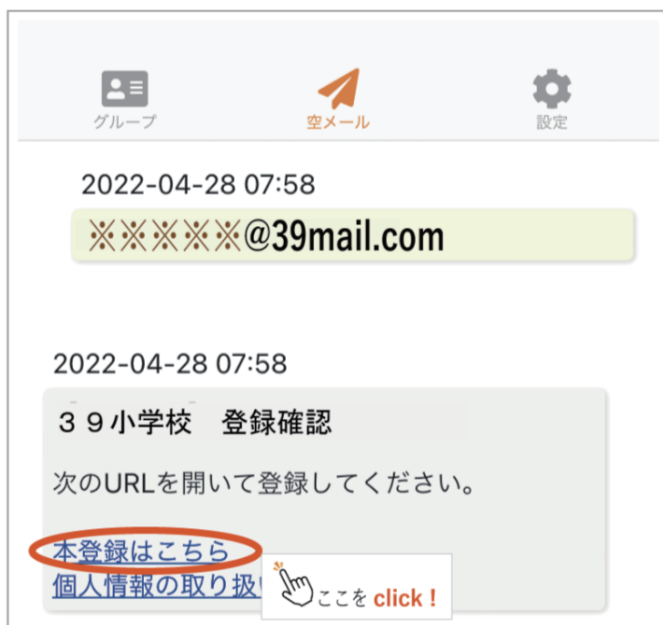 グループ
空メール
設定
2022-04-28 07:58
※※※※※@39mail.com
2022-04-28 07:58
39小学校 登録確認
次のURLを開いて登録してください。
本登録はこちら
個人情報の取り扱
ここを click!